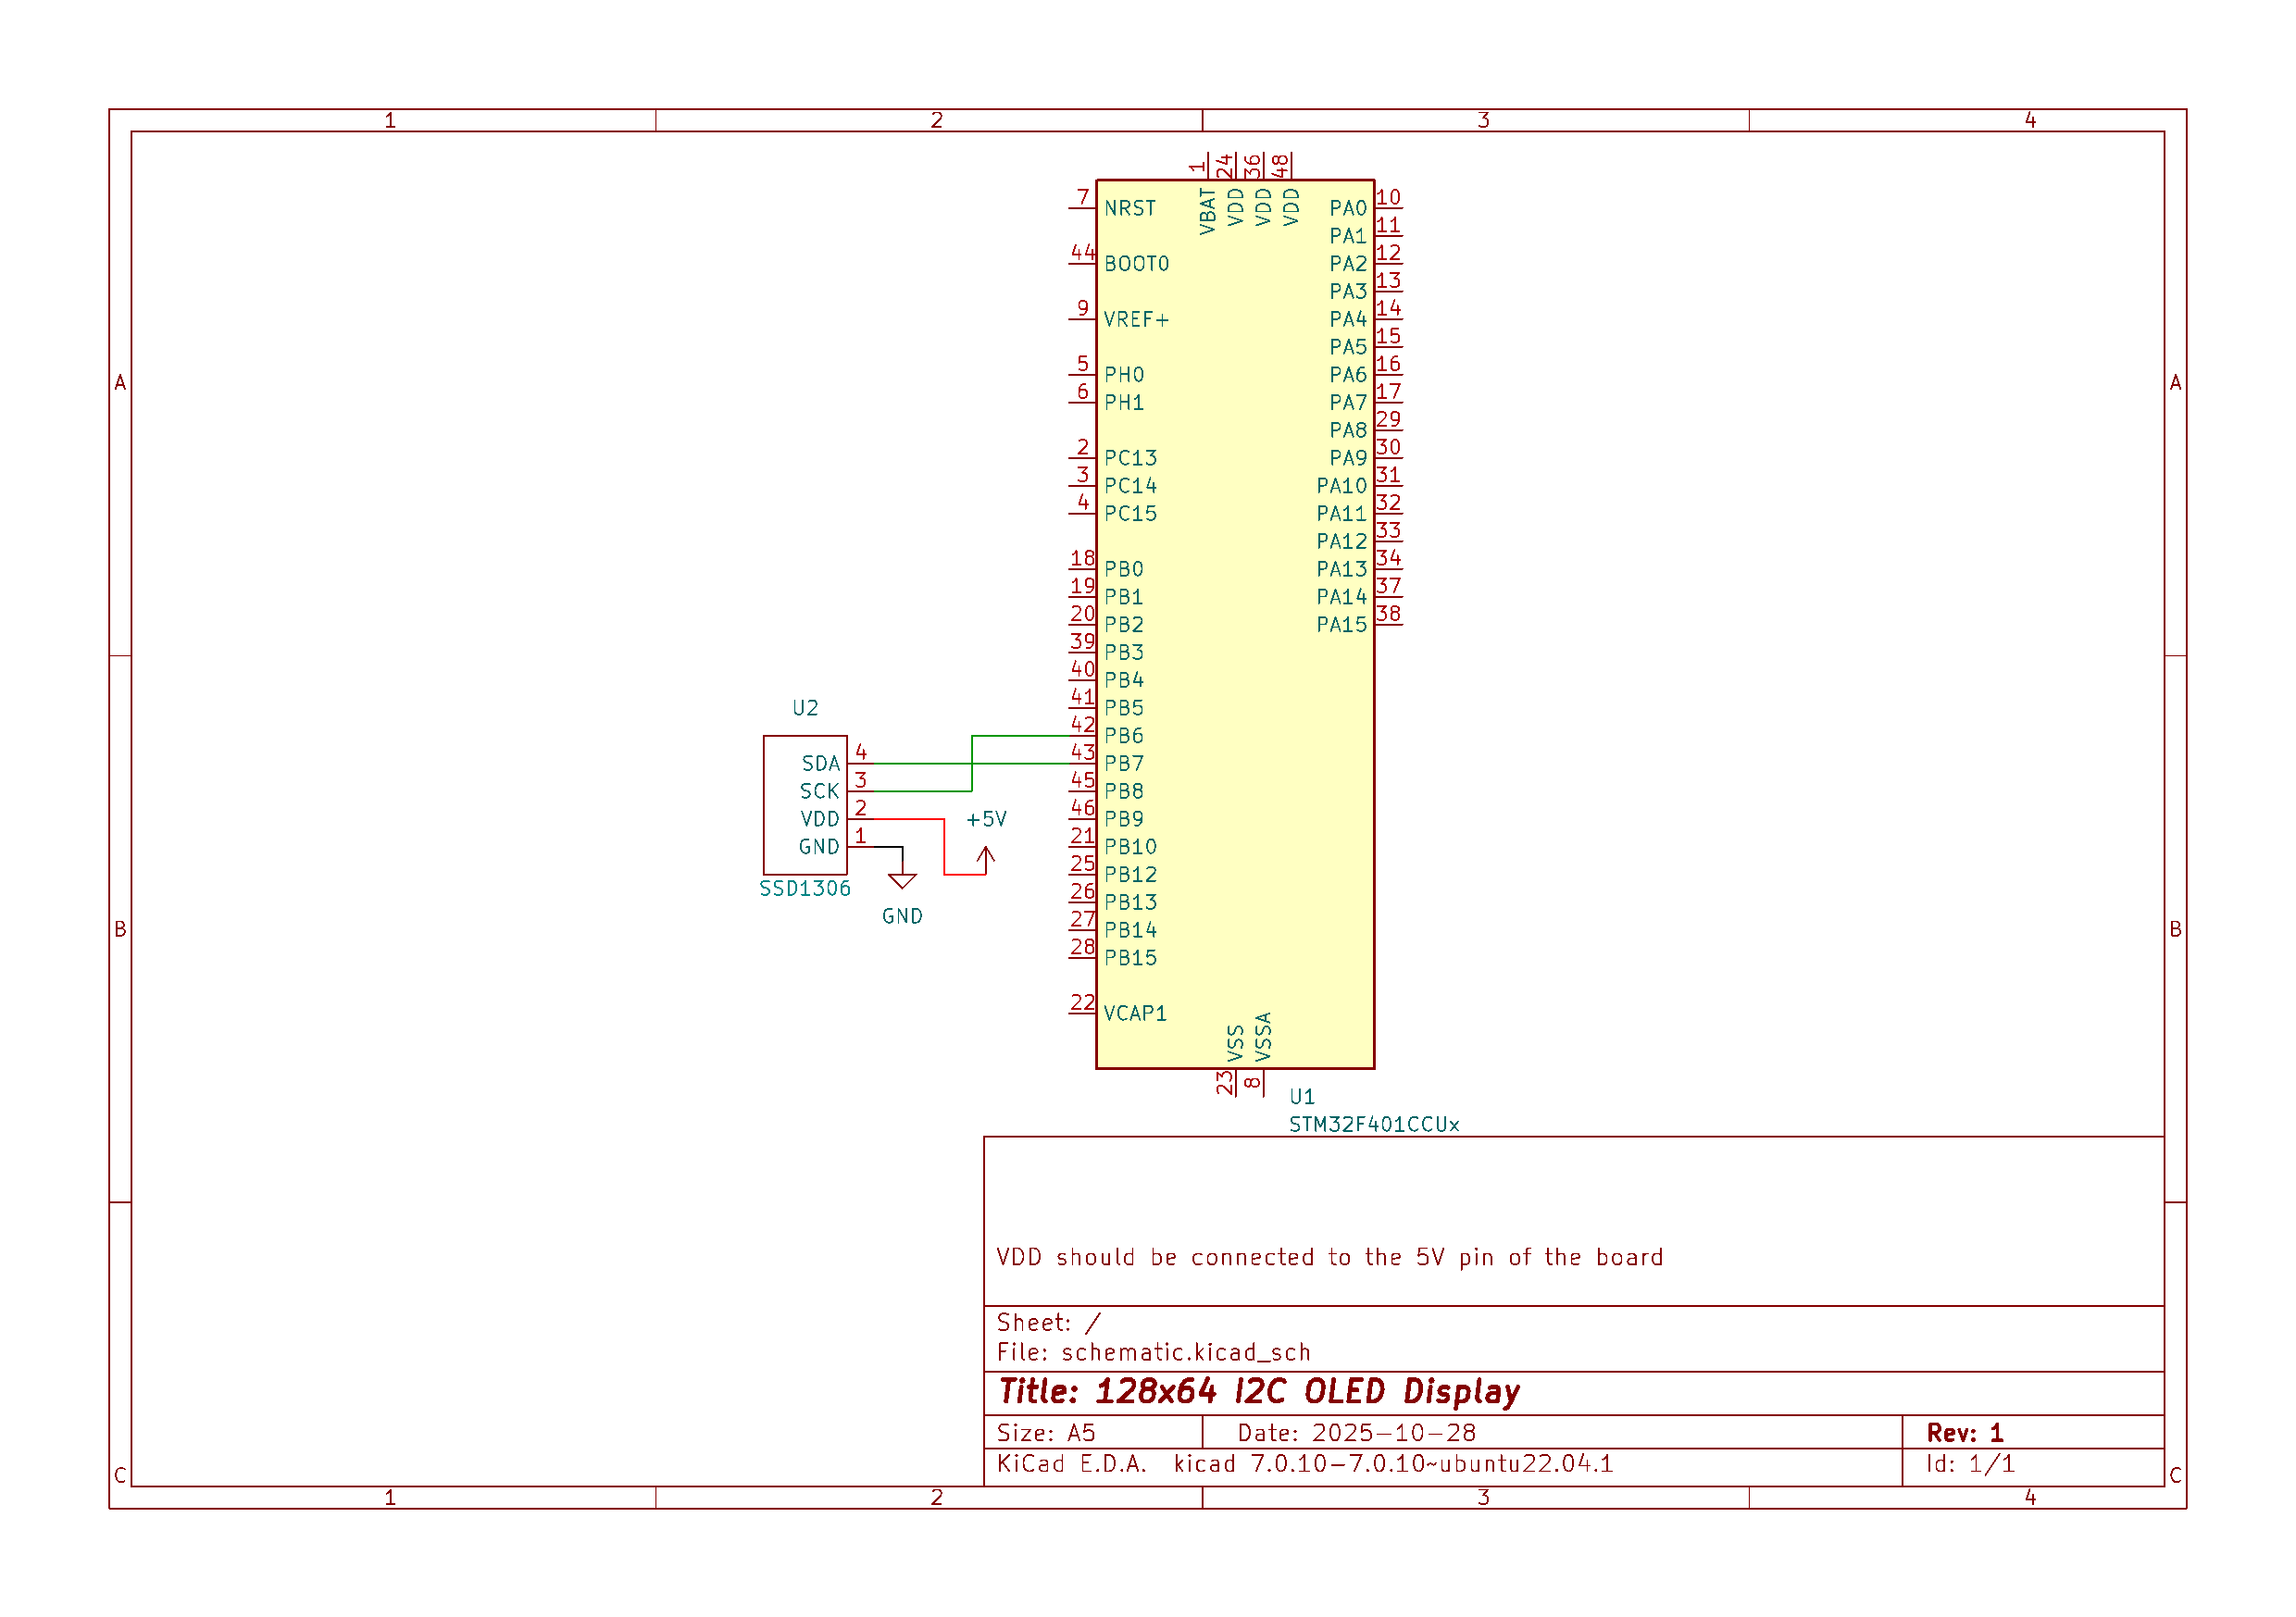 1 2 3 4
1 24 36 48
VBAT VDD VDD VDD
7 NRST PA0 10
PA1 11
44 BOOT0 PA2 12
PA3 13
9 VREF+ PA4 14
PA5 15
5 PH0 PA6 16
A 6 PH1 PA7 17 A
PA8 29
2 PC13 PA9 30
3 PC14 PA10 31
4 PC15 PA11 32
PA12 33
18 PB0 PA13 34
19 PB1 PA14 37
20 PB2 PA15 38
39 PB3
40 PB4
U2 41 PB5
42 PB6
SDA 4 43 PB7
SCK 3 45 PB8
VDD 2 +5V 46 PB9
GND 1 21 PB10
25 PB12
SSD1306
26 PB13
GND
B 27 PB14 B
28 PB15
22 VCAP1
VSS VSSA
23 8
U1
STM32F401CCUx
VDD should be connected to the 5V pin of the board
Sheet: /
File: schematic.kicad_sch
Title: 128x64 I2C OLED Display
Size: A5 Date: 2025-10-28 Rev: 1
KiCad E.D.A. kicad 7.0.10-7.0.10~ubuntu22.04.1 Id: 1/1
C C
1 2 3 4